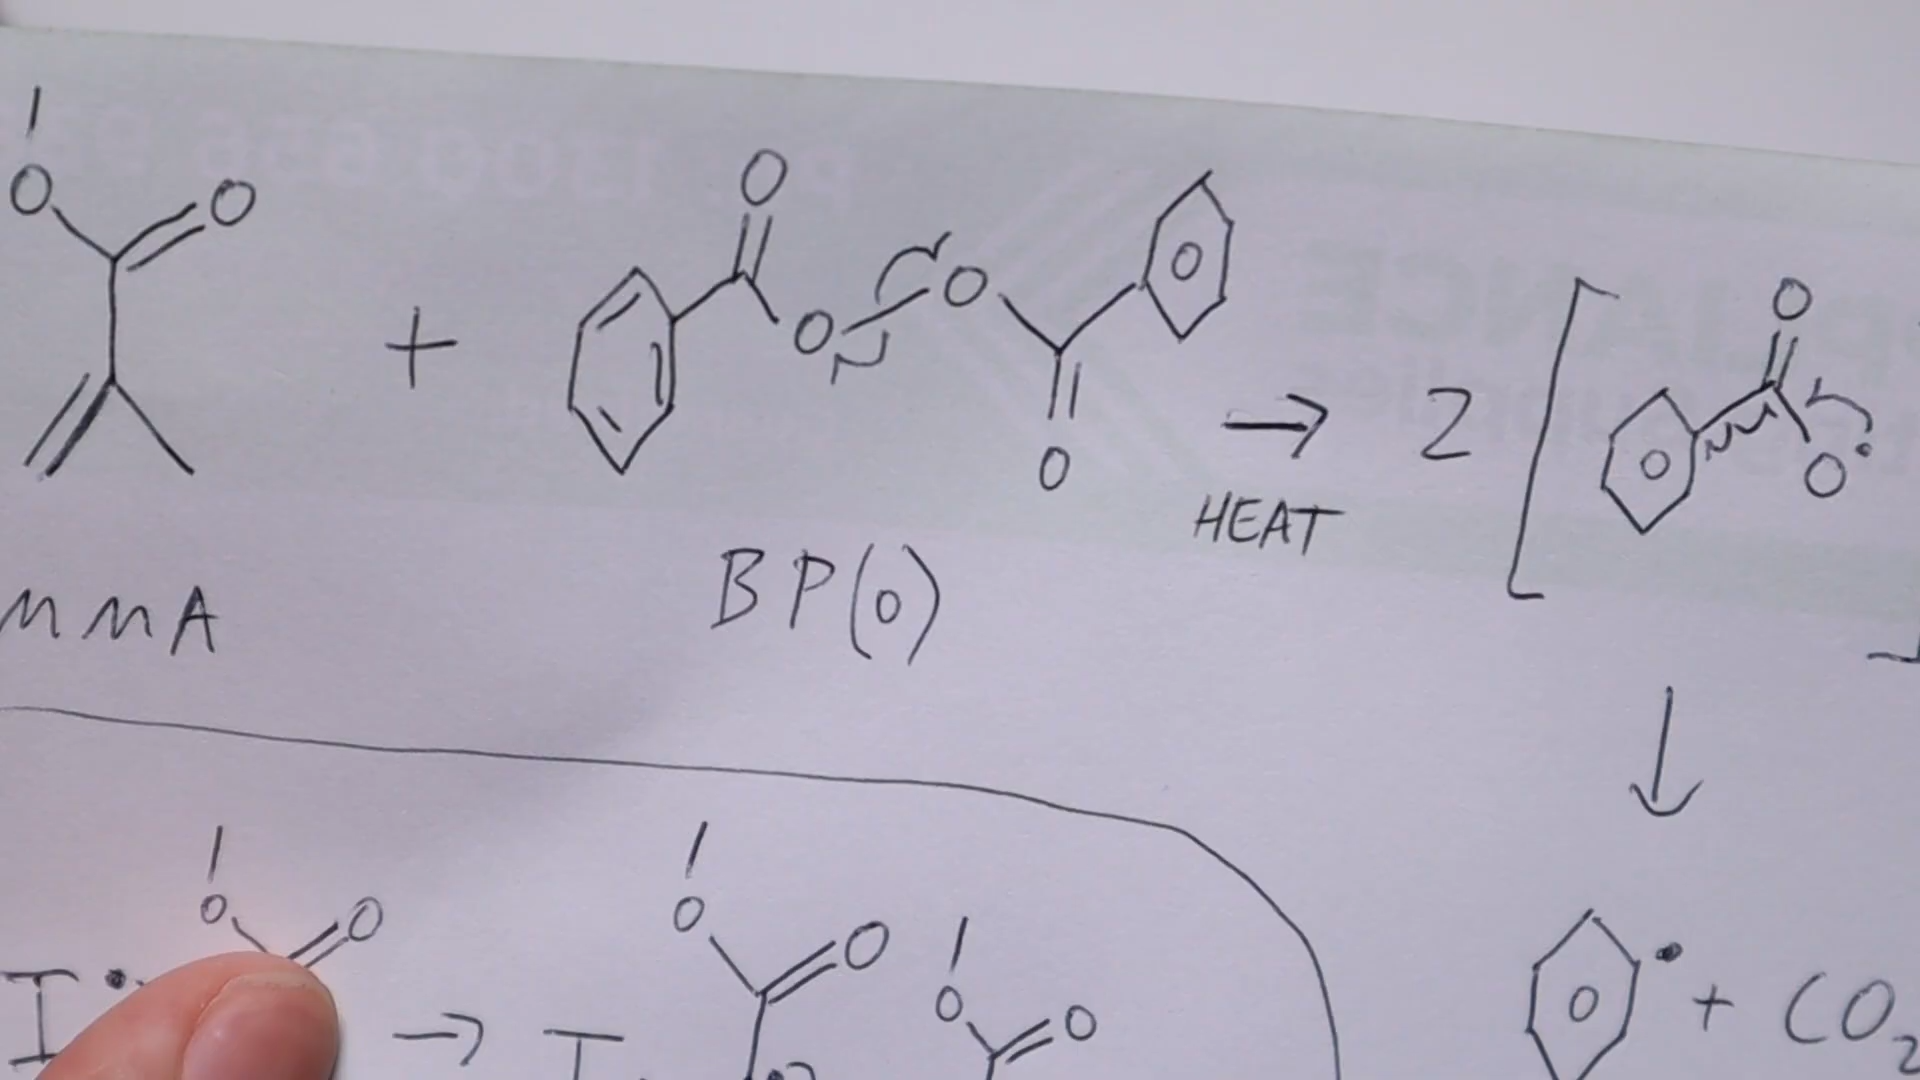 O O
O O O O
+ O O → 2 [ O O•
HEAT
MMA BP(O)
↓
O O O O O O
I• → I • + CO2